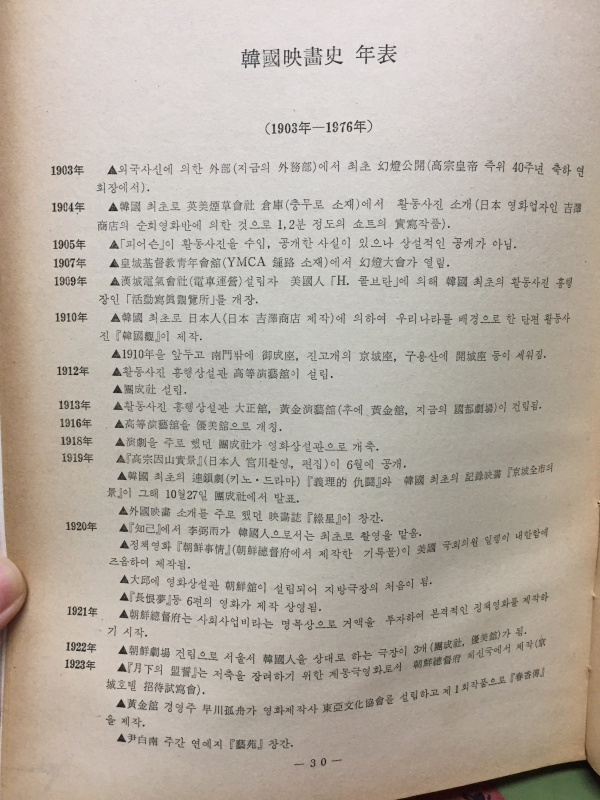 韓國映畵史 年表
(1903年—1976年)
1903年 ▲외국사신에 의한 外部(지금의 外務部)에서 최초 幻燈公開(高宗皇帝 즉위 40주년 축하 연
회장에서).
1904年 ▲韓國 최초로 英美煙草會社 倉庫(충무로 소재)에서 활동사진 소개(日本 영화업자인 吉澤
商店의 순회영화반에 의한 것으로 1,2분 정도의 쇼트의 實寫작품).
1905年 ▲「피어슨」이 활동사진을 수입, 공개한 사실이 있으나 상설적인 공개가 아님.
1907年 ▲皇城基督敎靑年會舘(YMCA 鍾路 소재)에서 幻燈大會가 열림.
1909年 ▲漢城電氣會社(電車運營)설립자 美國人「H. 콜브란」에 의해 韓國 최초의 활동사진 흥행
장인「活動寫眞觀覽所」를 개장.
1910年 ▲韓國 최초로 日本人(日本 吉澤商店 제작)에 의하여 우리나라를 배경으로 한 단편 활동사
진『韓國觀』이 제작.
▲1910年을 앞두고 南門밖에 御成座, 진고개의 京城座, 구용산에 開城座 등이 세워짐.
1912年 ▲활동사진 흥행상설관 高等演藝舘이 설립.
▲團成社 설립.
1913年 ▲활동사진 흥행상설관 大正舘, 黃金演藝舘(후에 黃金舘, 지금의 國都劇場)이 건립됨.
1916年 ▲高等演藝舘을 優美舘으로 개칭.
1918年 ▲演劇을 주로 했던 團成社가 영화상설관으로 개축.
1919年 ▲『高宗因山實景』(日本人 宮川촬영, 편집)이 6월에 공개.
▲韓國 최초의 連鎖劇(키노·드라마)『義理的 仇鬪』와 韓國 최초의 記錄映畵『京城全市의
景』이 그해 10월27일 團成社에서 발표.
▲外國映畵 소개를 주로 했던 映畵誌『綠星』이 창간.
1920年 ▲『知己』에서 李弼雨가 韓國人으로서는 최초로 촬영을 맡음.
▲정책영화『朝鮮事情』(朝鮮總督府에서 제작한 기록물)이 美國 국회의원 일행이 내한함에
즈음하여 제작됨.
▲大邱에 영화상설관 朝鮮舘이 설립되어 지방극장의 처음이 됨.
▲『長恨夢』등 6편의 영화가 제작 상영됨.
1921年 ▲朝鮮總督府는 사회사업비라는 명목상으로 거액을 투자하여 본격적인 정책영화를 제작하
기 시작.
1922年 ▲朝鮮劇場 건립으로 서울서 韓國人을 상대로 하는 극장이 3개(團成社, 優美舘)가 됨.
1923年 ▲『月下의 盟誓』는 저축을 장려하기 위한 계몽극영화로서 朝鮮總督府 체신국에서 제작(京
城호텔 招待試寫會).
▲黃金舘 경영주 早川孤舟가 영화제작사 東亞文化協會를 설립하고 제1회작품으로『春香傳』
을 제작.
▲尹白南 주간 연예지『藝苑』창간.
— 30 —